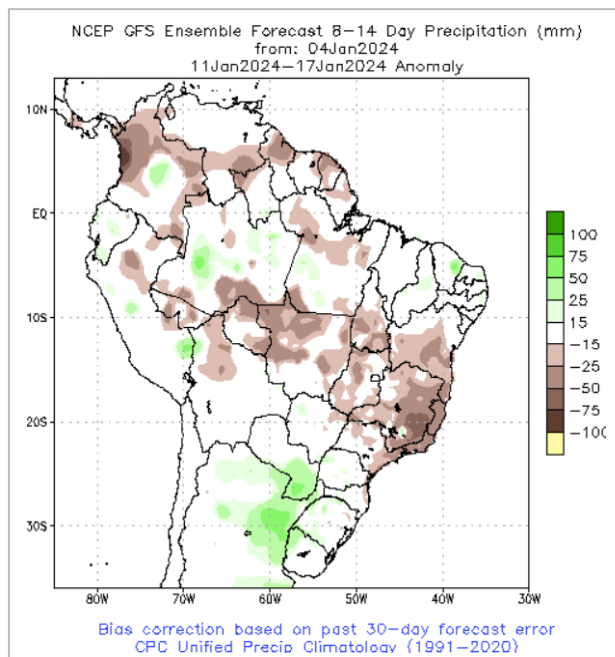 NCEP GFS Ensemble Forecast 8-14 Day Precipitation (mm)
from: 04Jan2024
11Jan2024-17Jan2024 Anomaly
10N
EQ
10S
20S
30S
80W
70W
60W
50W
40W
30W
100
75
50
25
15
-15
-25
-50
-75
-100
Bias correction based on past 30-day forecast error
CPC Unified Precip Climatology (1991-2020)